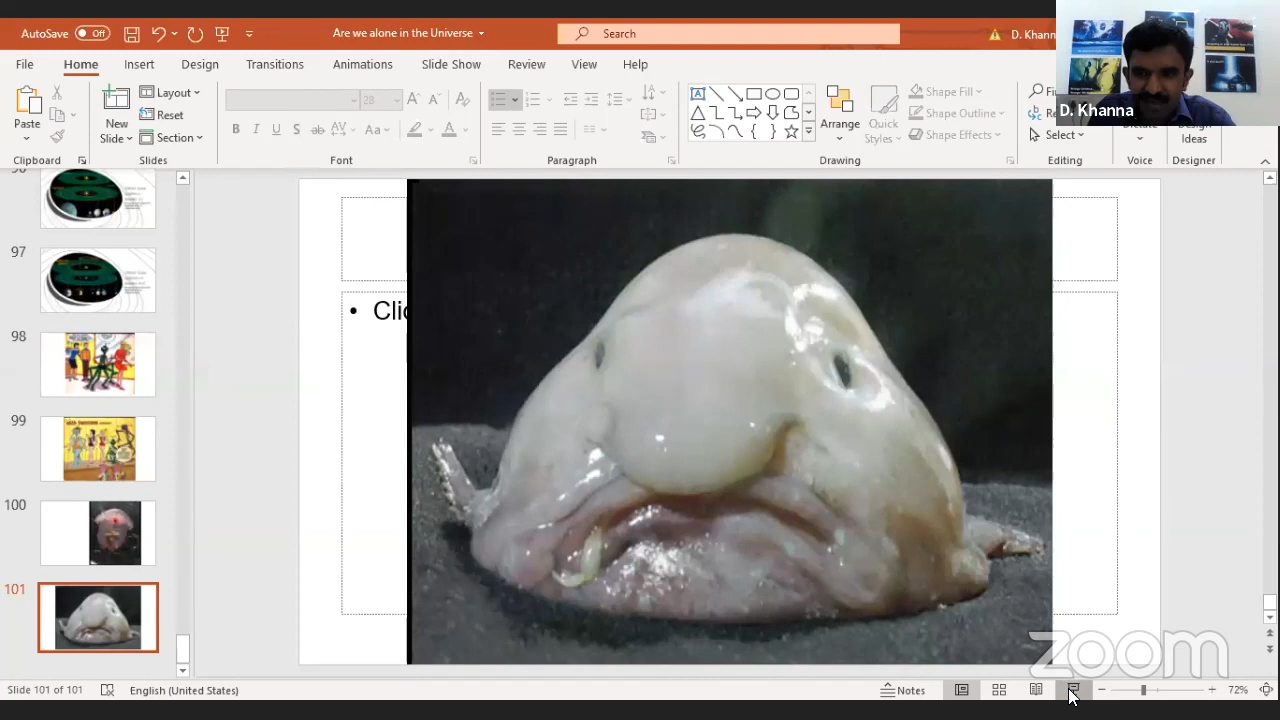 AutoSave Off Are we alone in the Universe Search D. Khann
File Home Insert Design Transitions Animations Slide Show Review View Help
Paste New Slide Layout Reset Section
28
B I U S ab AV Aa A
Arrange Quick Styles Shape Fill Shape Outline Shape Effects
Select
Design Ideas
D. Khanna
Clipboard Slides Font Paragraph Drawing Editing Voice Designer
97
98
99
100
101
• Clic
zoom
Slide 101 of 101 English (United States) Notes 72%